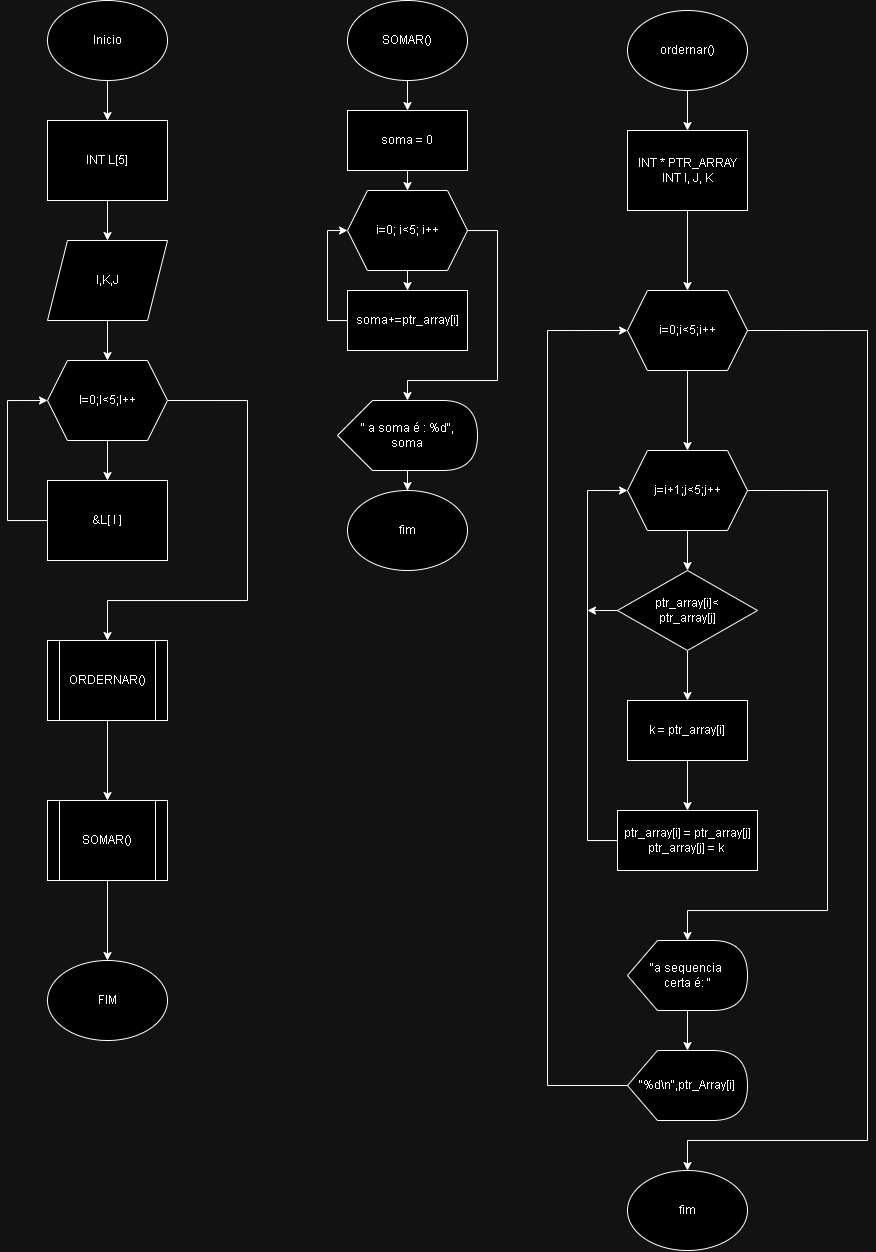 Inicio
INT L[5]
I,K,J
I=0;I<5;I++
&L[ I ]
ORDERNAR()
SOMAR()
FIM
SOMAR()
soma = 0
i=0; i<5; i++
soma+=ptr_array[i]
" a soma é : %d",
soma
fim
ordernar()
INT * PTR_ARRAY
INT I, J, K
i=0;i<5;i++
j=i+1;j<5;j++
ptr_array[i]<
ptr_array[j]
k = ptr_array[i]
ptr_array[i] = ptr_array[j]
ptr_array[j] = k
"a sequencia
certa é: "
"%d\n",ptr_Array[i]
fim